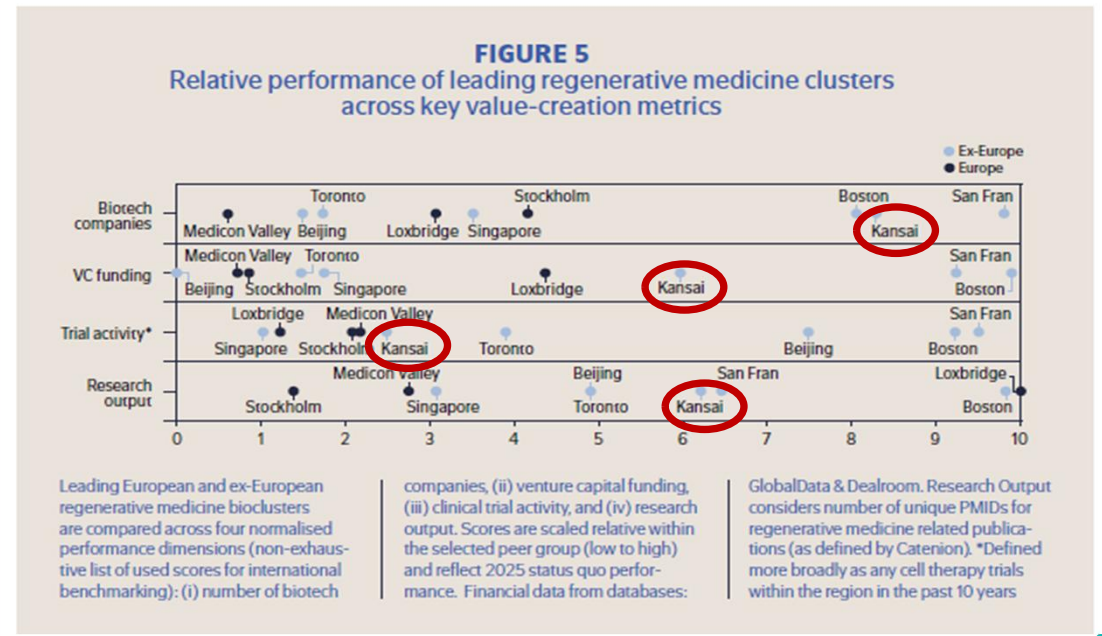 FIGURE 5
Relative performance of leading regenerative medicine clusters
across key value-creation metrics
Ex-Europe
Europe
Biotech
companies
Toronto
Stockholm
Boston
San Fran
Medicon Valley
Beijing
Loxbridge
Singapore
Kansai
VC funding
Medicon Valley
Toronto
San Fran
Beijing
Stockholm
Singapore
Loxbridge
Kansai
Boston
Trial activity*
Loxbridge
Medicon Valley
San Fran
Singapore
Stockholm
Kansai
Toronto
Beijing
Boston
Research
output
Medicon Valley
Beijing
San Fran
Loxbridge
Stockholm
Singapore
Toronto
Kansai
Boston
0 1 2 3 4 5 6 7 8 9 10
Leading European and ex-European
regenerative medicine bioclusters
are compared across four normalised
performance dimensions (non-exhaus-
tive list of used scores for international
benchmarking): (i) number of biotech
companies, (ii) venture capital funding,
(iii) clinical trial activity, and (iv) research
output. Scores are scaled relative within
the selected peer group (low to high)
and reflect 2025 status quo perfor-
mance. Financial data from databases:
GlobalData & Dealroom. Research Output
considers number of unique PMIDs for
regenerative medicine related publica-
tions (as defined by Catenion). *Defined
more broadly as any cell therapy trials
within the region in the past 10 years